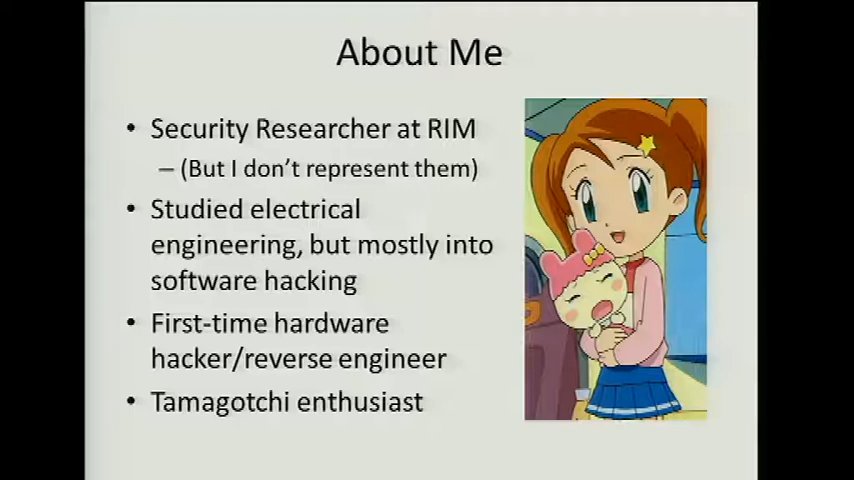 About Me
• Security Researcher at RIM
– (But I don't represent them)
• Studied electrical
engineering, but mostly into
software hacking
• First-time hardware
hacker/reverse engineer
• Tamagotchi enthusiast